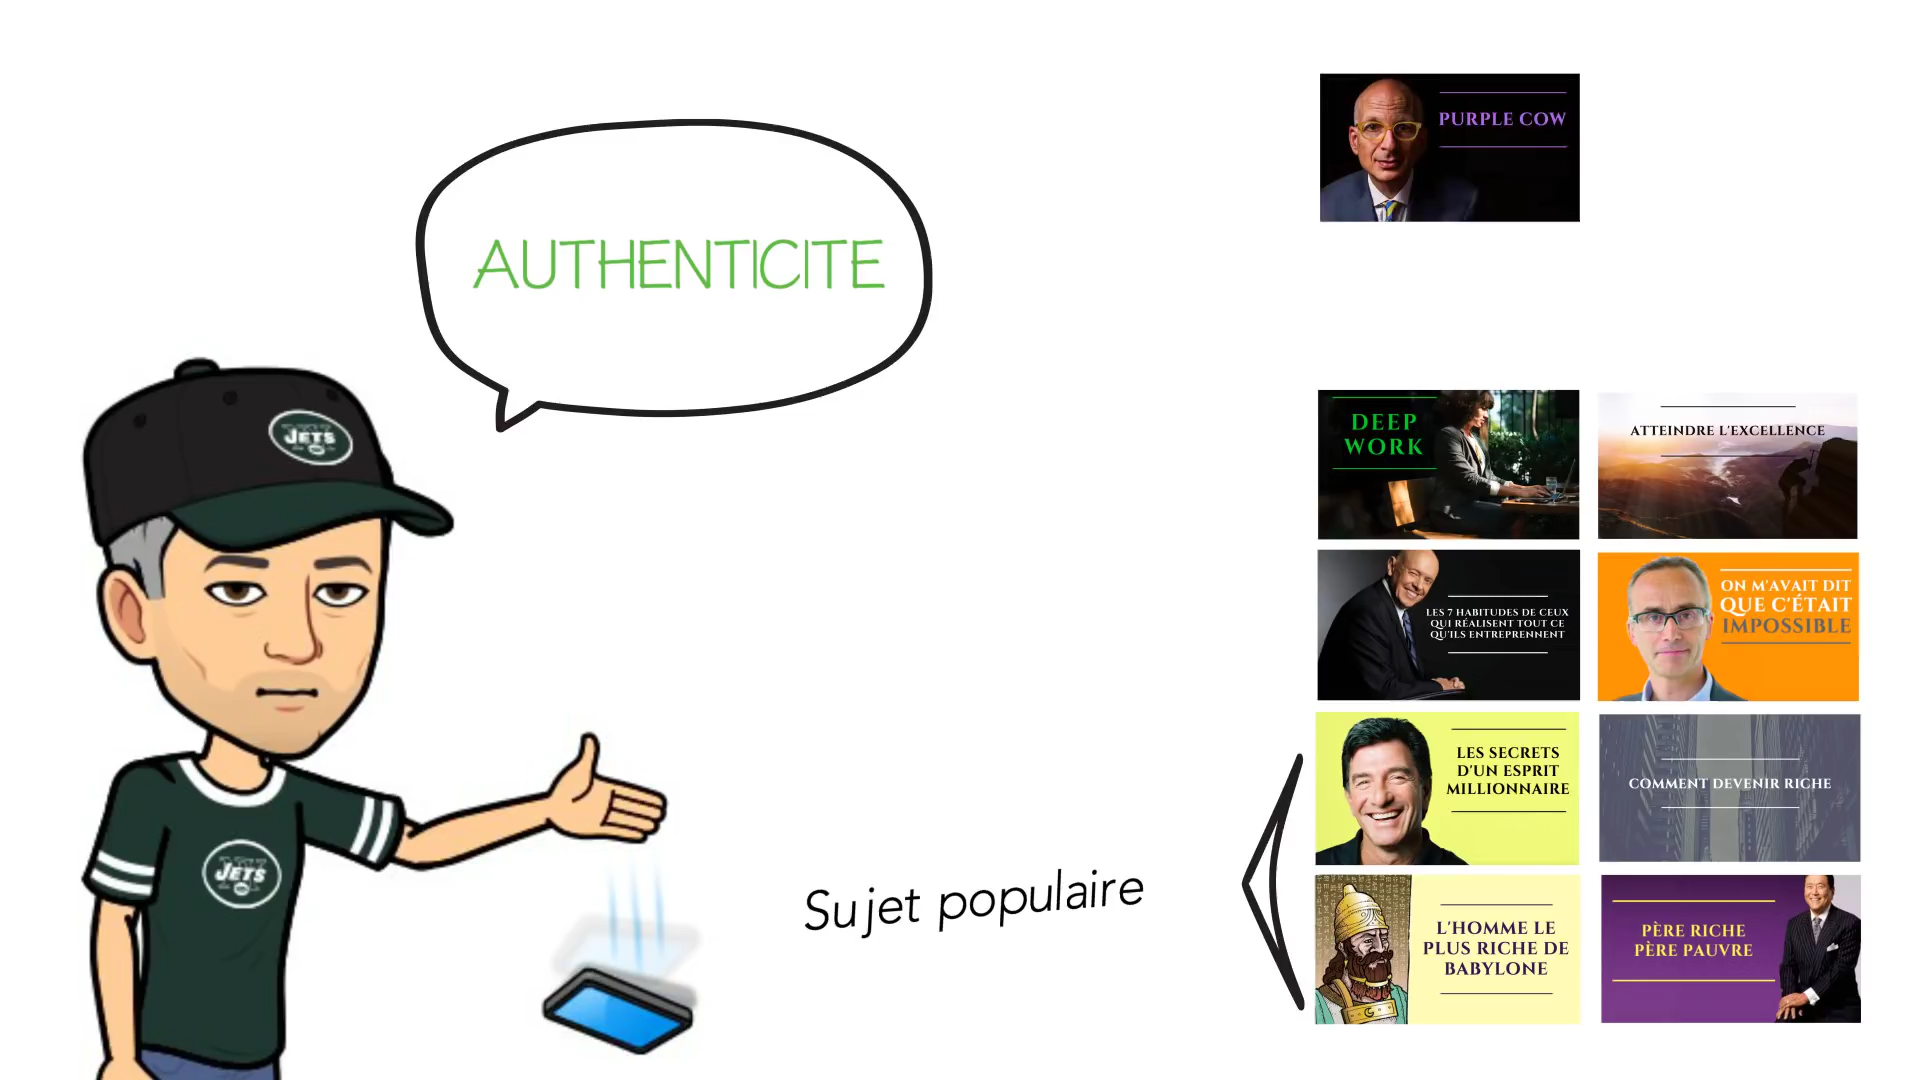 PURPLE COW
AUTHENTICITE
JETS
DEEP
WORK
ATTEINDRE L'EXCELLENCE
LES 7 HABITUDES DE CEUX
QUI RÉALISENT TOUT CE
QU'ILS ENTREPRENNENT
ON M'AVAIT DIT
QUE C'ÉTAIT
IMPOSSIBLE
LES SECRETS
D'UN ESPRIT
MILLIONNAIRE
COMMENT DEVENIR RICHE
JETS
Sujet populaire
L'HOMME LE
PLUS RICHE DE
BABYLONE
PÈRE RICHE
PÈRE PAUVRE